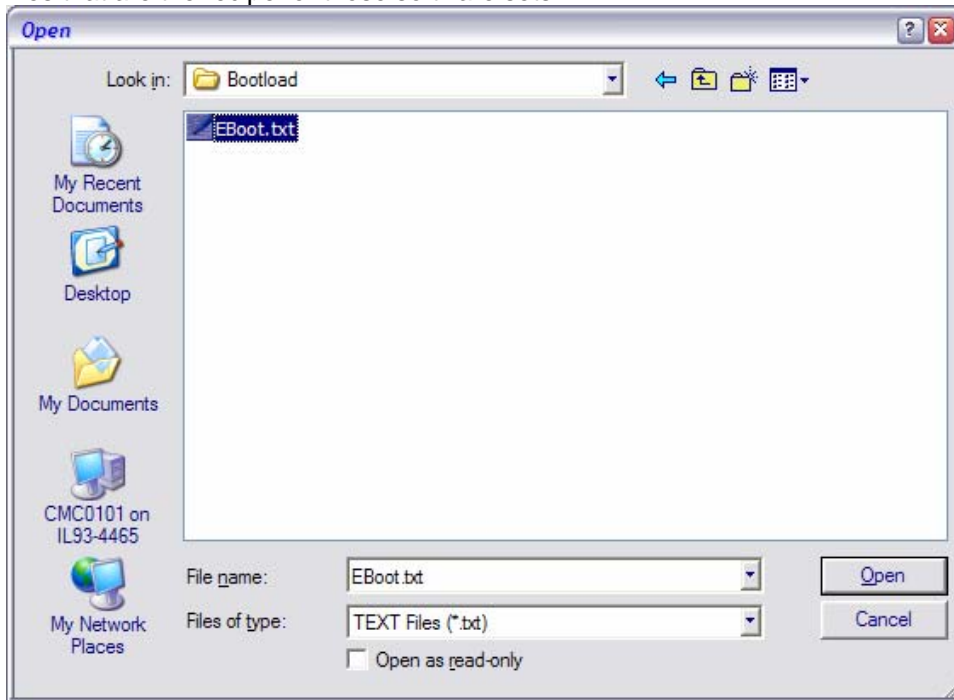 Open
Look in:
Bootload
EBoot.txt
My Recent
Documents
Desktop
My Documents
CMC0101 on
IL93-4465
My Network
Places
File name:
EBoot.txt
Open
Files of type:
TEXT Files (*.txt)
Cancel
Open as read-only